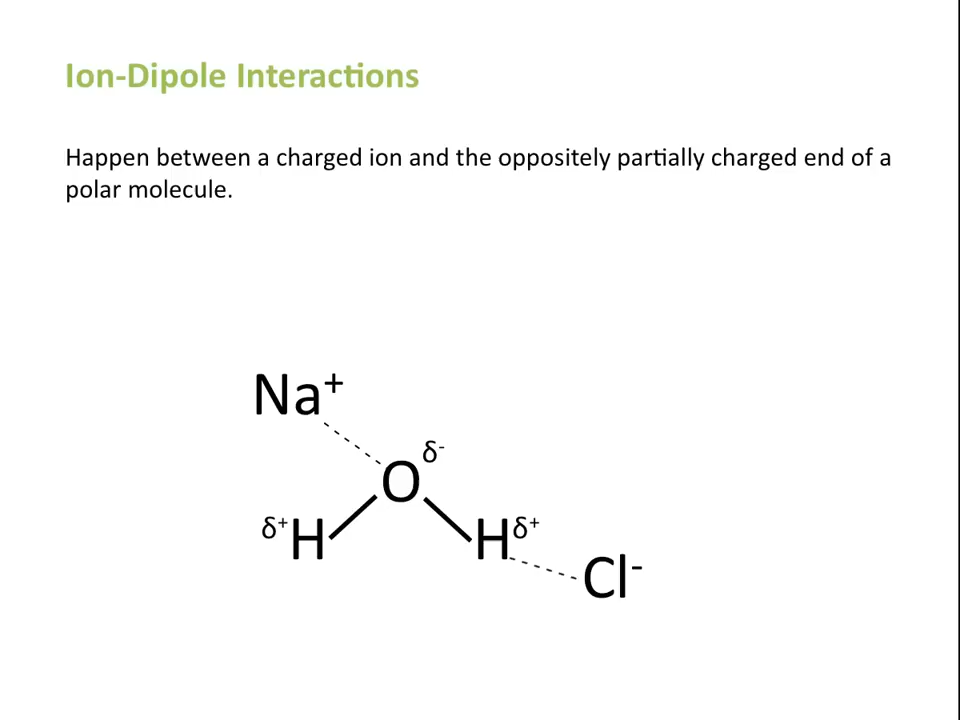 Ion-Dipole Interactions
Happen between a charged ion and the oppositely partially charged end of a
polar molecule.
Na⁺
δ⁻
O
δ⁺H
Hδ⁺
Cl⁻